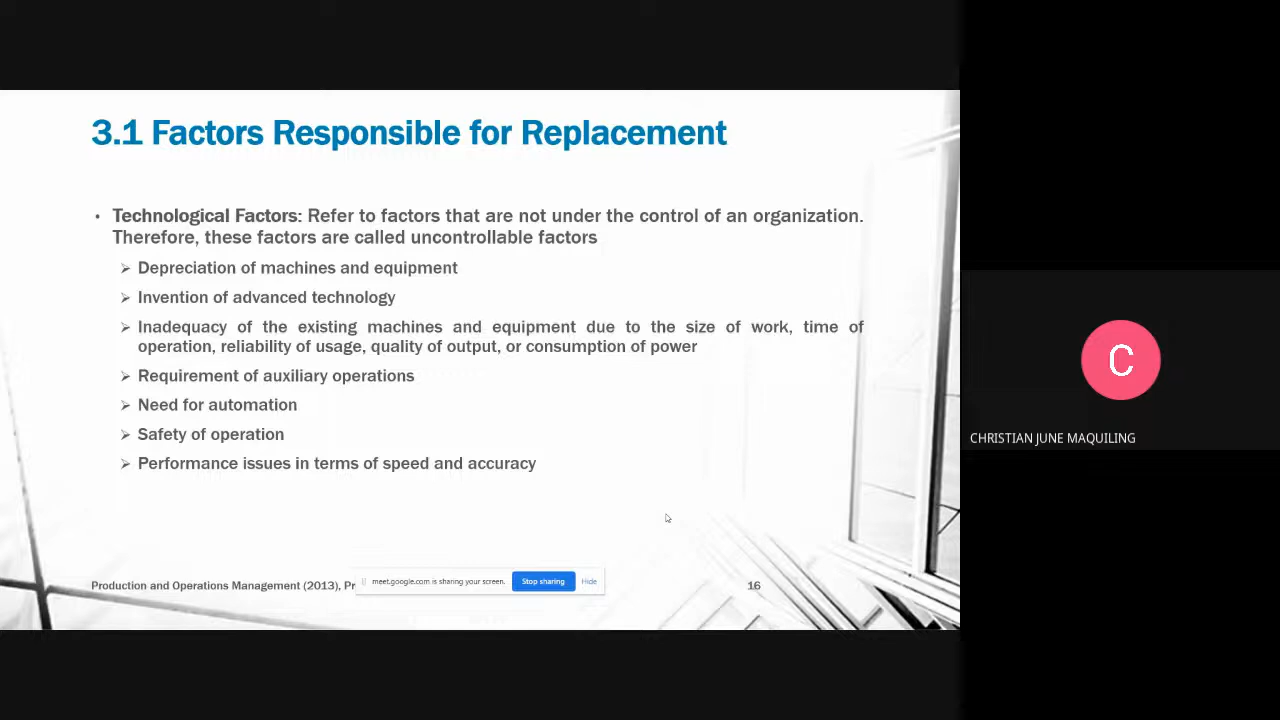 3.1 Factors Responsible for Replacement
• Technological Factors: Refer to factors that are not under the control of an organization.
Therefore, these factors are called uncontrollable factors
➢ Depreciation of machines and equipment
➢ Invention of advanced technology
➢ Inadequacy of the existing machines and equipment due to the size of work, time of
operation, reliability of usage, quality of output, or consumption of power
➢ Requirement of auxiliary operations
➢ Need for automation
➢ Safety of operation
➢ Performance issues in terms of speed and accuracy
Production and Operations Management (2013), Pr
meet.google.com is sharing your screen. Stop sharing Hide
16
C
CHRISTIAN JUNE MAQUILING